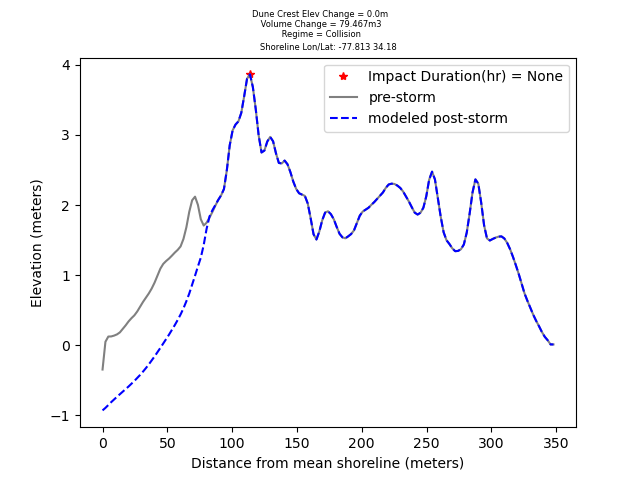 Dune Crest Elev Change = 0.0m
Volume Change = 79.467m3
Regime = Collision
Shoreline Lon/Lat: -77.813 34.18
Impact Duration(hr) = None
pre-storm
modeled post-storm
Elevation (meters)
4
3
2
1
0
−1
0 50 100 150 200 250 300 350
Distance from mean shoreline (meters)